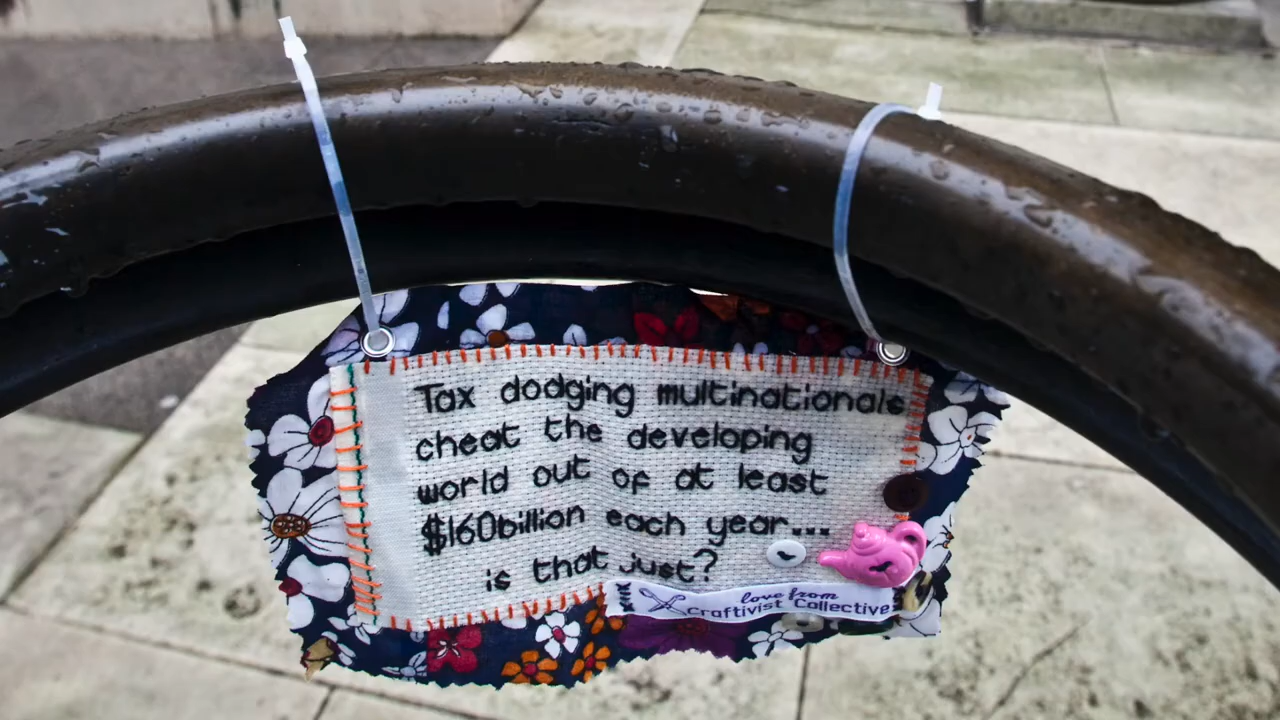 Tax dodging multinationals
cheat the developing
world out of at least
$160billion each year...
is that just?
love from
craftivist Collective